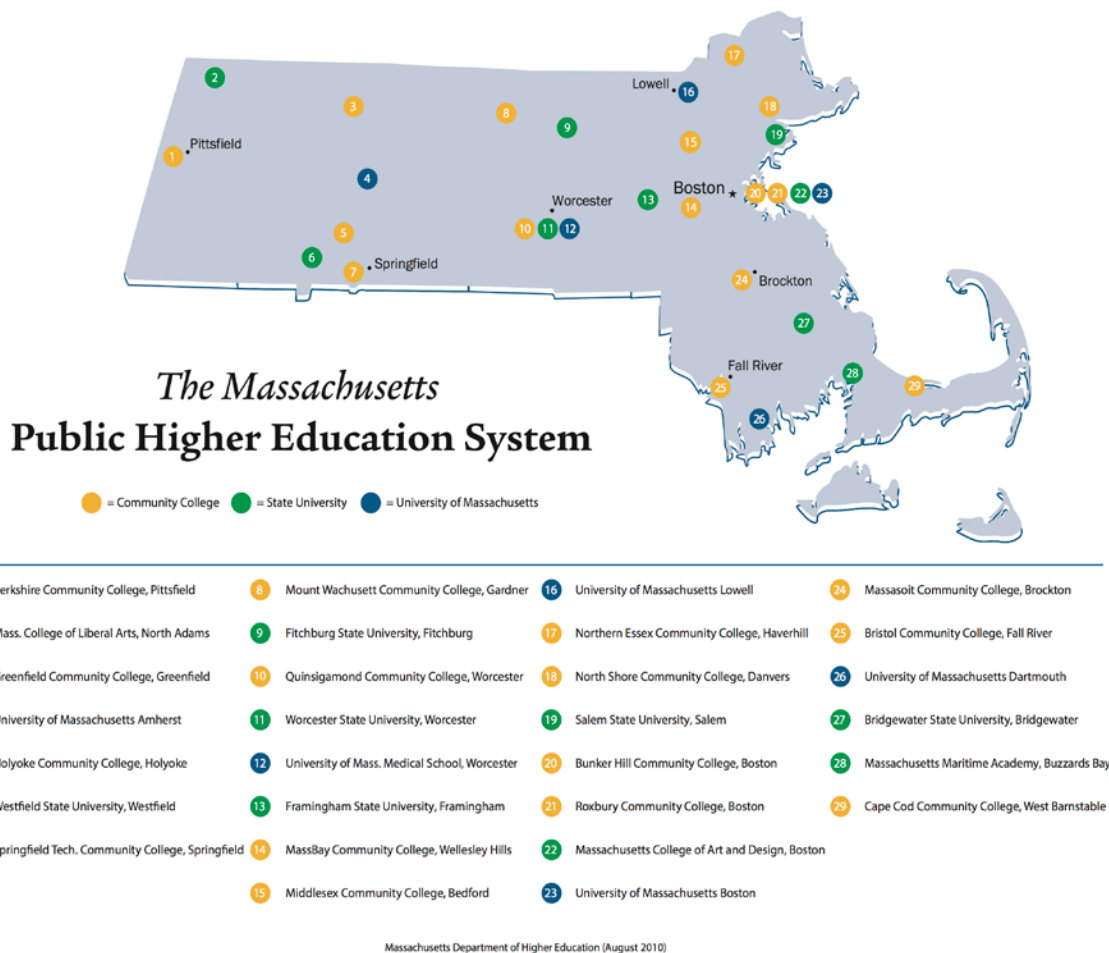 17
Lowell
16
2
3
8
18
9
19
15
Pittsfield
1
4
Boston
20
21
22
23
13
14
Worcester
10
11
12
5
6
7
Springfield
24
Brockton
27
Fall River
28
25
29
26
The Massachusetts
Public Higher Education System
= Community College
= State University
= University of Massachusetts
erkshire Community College, Pittsfield
ass. College of Liberal Arts, North Adams
reenfield Community College, Greenfield
niversity of Massachusetts Amherst
olyoke Community College, Holyoke
estfield State University, Westfield
pringfield Tech. Community College, Springfield
8 Mount Wachusett Community College, Gardner
9 Fitchburg State University, Fitchburg
10 Quinsigamond Community College, Worcester
11 Worcester State University, Worcester
12 University of Mass. Medical School, Worcester
13 Framingham State University, Framingham
14 MassBay Community College, Wellesley Hills
15 Middlesex Community College, Bedford
16 University of Massachusetts Lowell
17 Northern Essex Community College, Haverhill
18 North Shore Community College, Danvers
19 Salem State University, Salem
20 Bunker Hill Community College, Boston
21 Roxbury Community College, Boston
22 Massachusetts College of Art and Design, Boston
23 University of Massachusetts Boston
24 Massasoit Community College, Brockton
25 Bristol Community College, Fall River
26 University of Massachusetts Dartmouth
27 Bridgewater State University, Bridgewater
28 Massachusetts Maritime Academy, Buzzards Bay
29 Cape Cod Community College, West Barnstable
Massachusetts Department of Higher Education (August 2010)